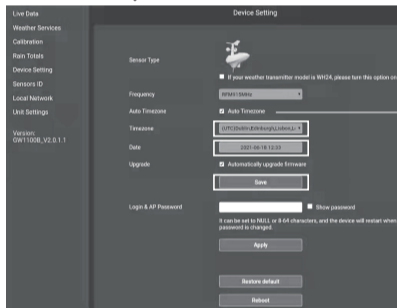 Live Data
Device Setting
Weather Services
Calibration
Rain Totals
Device Setting
Sensors ID
Local Network
Unit Settings
Version:
GW1100B_V2.0.1.1
Sensor Type
If your weather transmitter model is WH24, please turn this option on
Frequency
RFM915MHz
Auto Timezone
Auto Timezone
Timezone
Date
2021-06-18 12:03
Upgrade
Automatically upgrade firmware
Save
Login & AP Password
Show password
It can be set to NULL or 8-64 characters, and the device will restart when
password is changed.
Apply
Restore default
Reboot